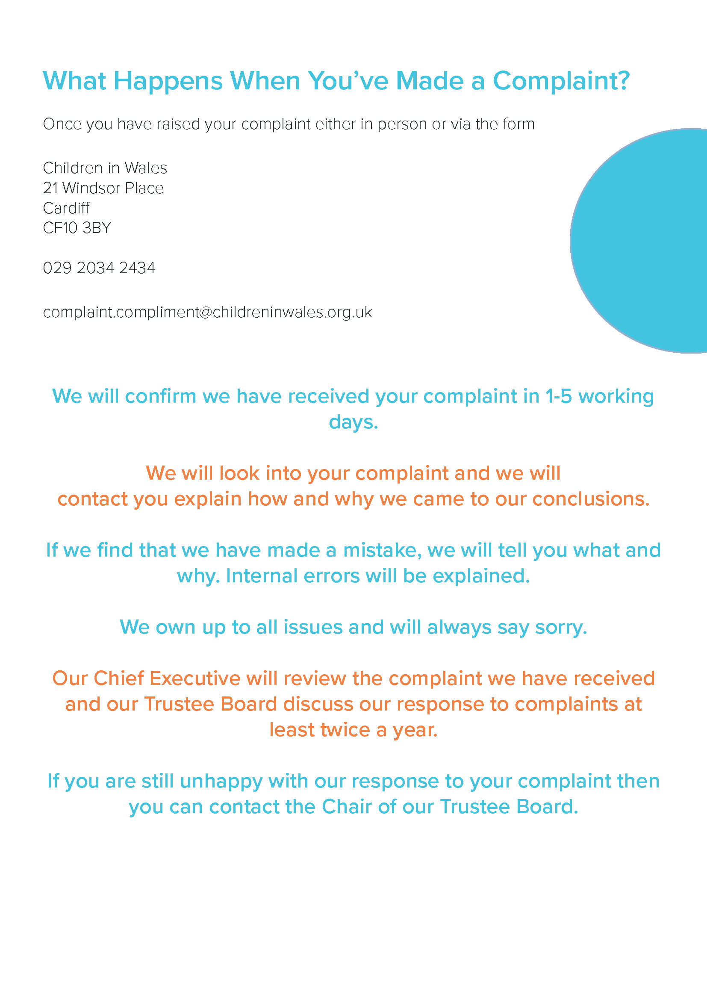 What Happens When You’ve Made a Complaint?
Once you have raised your complaint either in person or via the form
Children in Wales
21 Windsor Place
Cardiff
CF10 3BY
029 2034 2434
complaint.compliment@childreninwales.org.uk
We will confirm we have received your complaint in 1-5 working
days.
We will look into your complaint and we will
contact you explain how and why we came to our conclusions.
If we find that we have made a mistake, we will tell you what and
why. Internal errors will be explained.
We own up to all issues and will always say sorry.
Our Chief Executive will review the complaint we have received
and our Trustee Board discuss our response to complaints at
least twice a year.
If you are still unhappy with our response to your complaint then
you can contact the Chair of our Trustee Board.